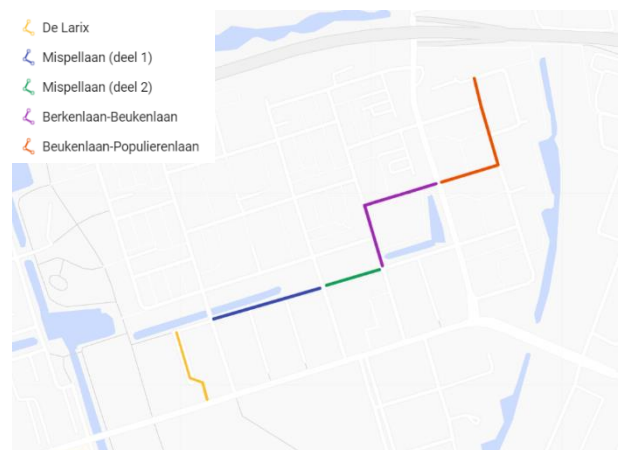 De Larix
Mispellaan (deel 1)
Mispellaan (deel 2)
Berkenlaan-Beukenlaan
Beukenlaan-Populierenlaan